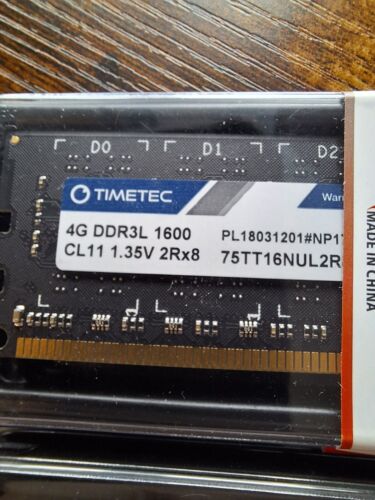 D0
D1
D2
TIMETEC
4G DDR3L 1600
CL11 1.35V 2Rx8
PL18031201#NP1
75TT16NUL2R
MADE IN CHINA